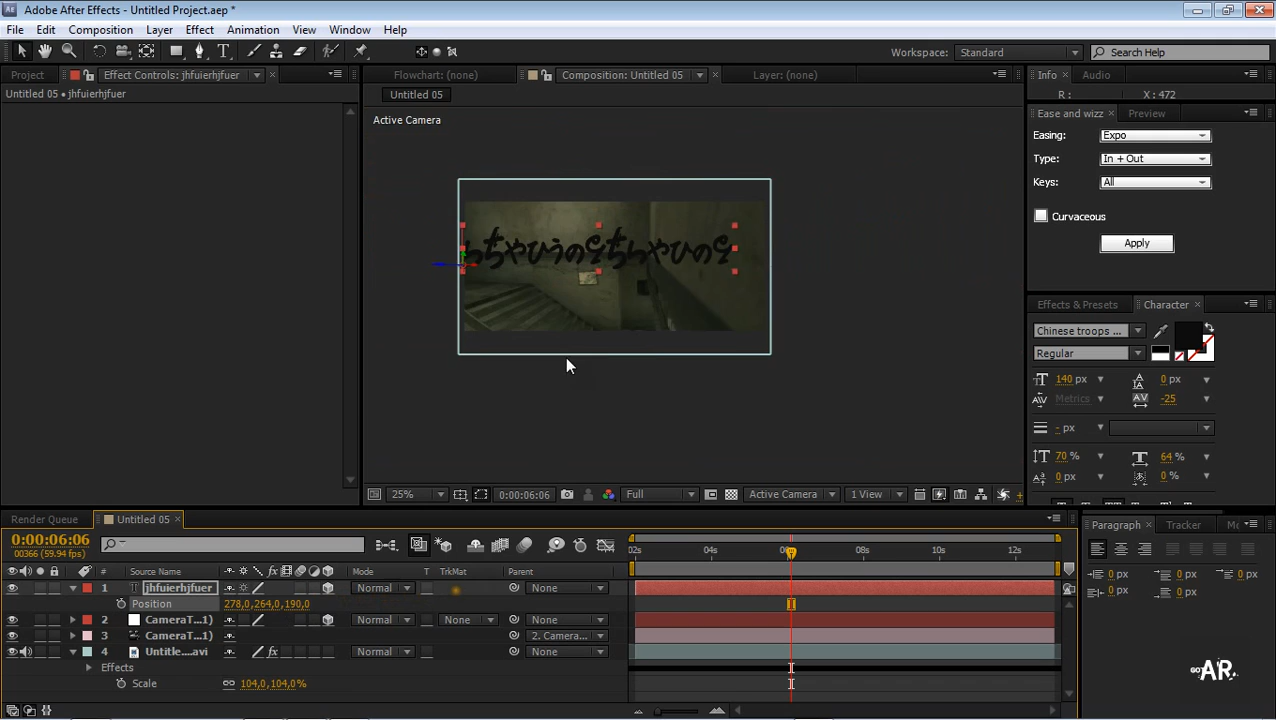 Adobe After Effects - Untitled Project.aep *
File Edit Composition Layer Effect Animation View Window Help
Workspace: Standard Search Help
Project Effect Controls: jhfuierhjfuer Flowchart: (none) Composition: Untitled 05 Layer: (none) Info Audio
Untitled 05 • jhfuierhjfuer
Untitled 05
R : X : 472
Active Camera
Ease and wizz Preview
Easing: Expo
Type: In + Out
Keys: All
Curvaceous
Apply
Effects & Presets Character
Chinese troops ...
Regular
140 px 0 px
Metrics -25
- px
70 % 64 %
0 px 0 %
25% 0:00:06:06 Full Active Camera 1 View
Render Queue Untitled 05
0:00:06:06
00366 (59.94 fps)
Paragraph Tracker
Source Name Mode T TrkMat Parent
04s 08s 10s 12s
1 jhfuierhjfuer Normal None
Position 278,0,264,0,190,0
2 CameraT...1) Normal None None
3 CameraT...1) 2. Camera...
4 Untitle....avi Normal None
Effects
Scale 104,0,104,0%
0 px 0 px 0 px
0 px 0 px
GOT AR.